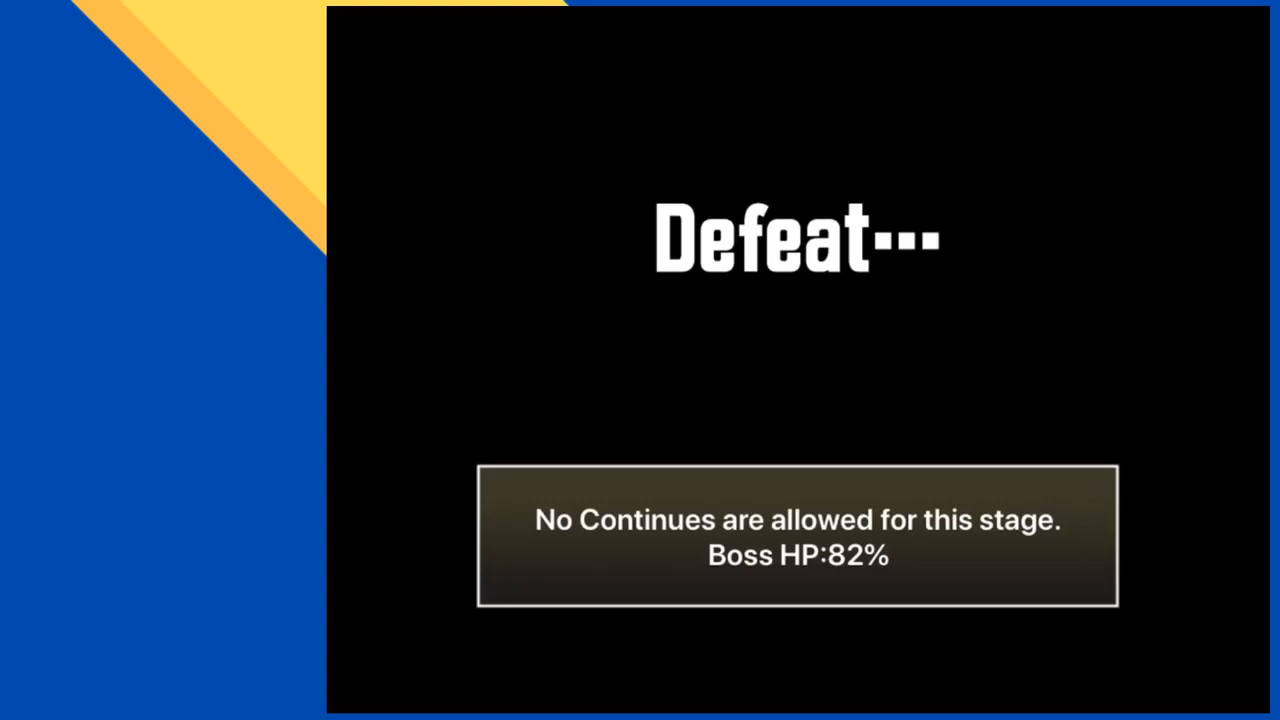 Defeat···
No Continues are allowed for this stage.
Boss HP:82%